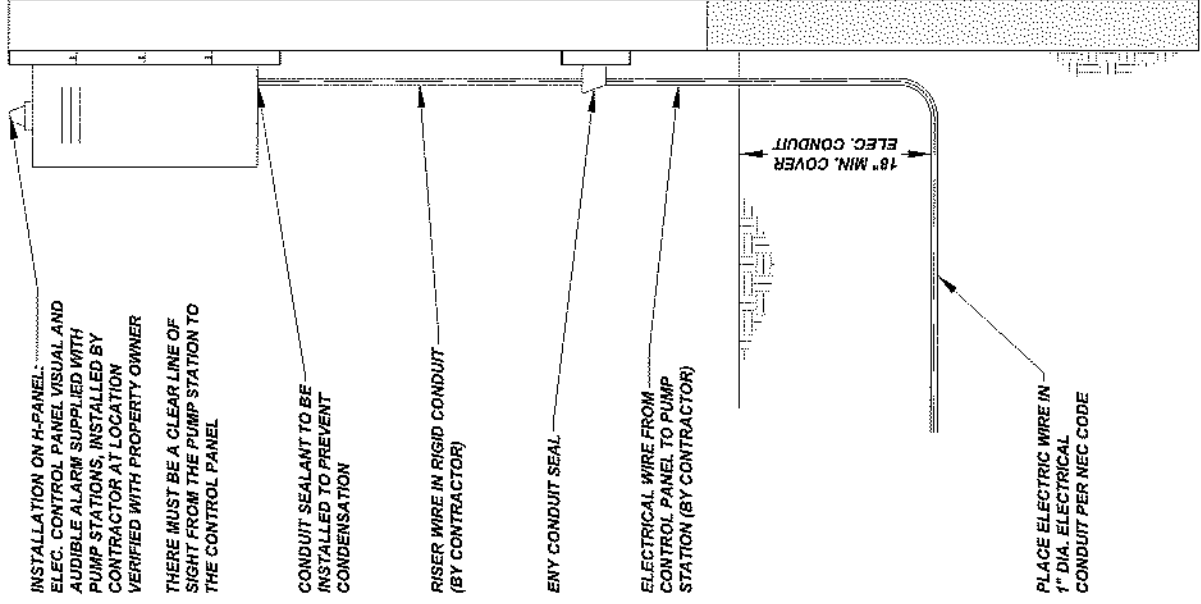 INSTALLATION ON H-PANEL:
ELEC. CONTROL PANEL VISUAL AND
AUDIBLE ALARM SUPPLIED WITH
PUMP STATIONS, INSTALLED BY
CONTRACTOR AT LOCATION
VERIFIED WITH PROPERTY OWNER
THERE MUST BE A CLEAR LINE OF
SIGHT FROM THE PUMP STATION TO
THE CONTROL PANEL
CONDUIT SEALANT TO BE
INSTALLED TO PREVENT
CONDENSATION
RISER WIRE IN RIGID CONDUIT
(BY CONTRACTOR)
ENY CONDUIT SEAL
ELECTRICAL WIRE FROM
CONTROL PANEL TO PUMP
STATION (BY CONTRACTOR)
18" MIN. COVER
ELEC. CONDUIT
PLACE ELECTRIC WIRE IN
1" DIA. ELECTRICAL
CONDUIT PER NEC CODE